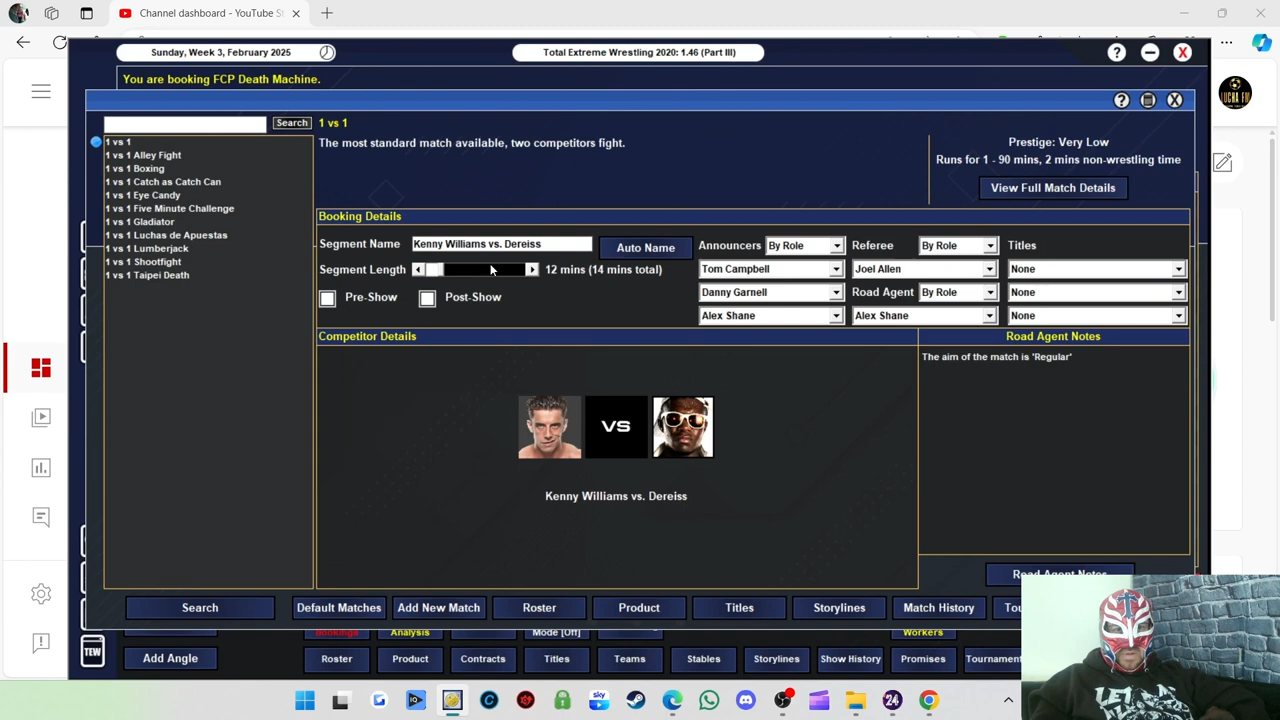 Channel dashboard - YouTube St
Sunday, Week 3, February 2025
Total Extreme Wrestling 2020: 1.46 (Part III)
You are booking FCP Death Machine.
Search
1 vs 1
The most standard match available, two competitors fight.
Prestige: Very Low
Runs for 1 - 90 mins, 2 mins non-wrestling time
View Full Match Details
1 vs 1
1 vs 1 Alley Fight
1 vs 1 Boxing
1 vs 1 Catch as Catch Can
1 vs 1 Eye Candy
1 vs 1 Five Minute Challenge
1 vs 1 Gladiator
1 vs 1 Luchas de Apuestas
1 vs 1 Lumberjack
1 vs 1 Shootfight
1 vs 1 Taipei Death
Booking Details
Segment Name Kenny Williams vs. Dereiss Auto Name Announcers By Role Referee By Role Titles
Segment Length 12 mins (14 mins total) Tom Campbell Joel Allen None
Pre-Show Post-Show Danny Garnell Road Agent By Role None
Alex Shane Alex Shane None
Competitor Details Road Agent Notes
The aim of the match is 'Regular'
VS
Kenny Williams vs. Dereiss
Road Agent Notes
Search Default Matches Add New Match Roster Product Titles Storylines Match History Tou
Bookings Analysis Mode [Off] Workers
TEW Add Angle Roster Product Contracts Titles Teams Stables Storylines Show History Promises Tournament
LUCHA FM
sky
24